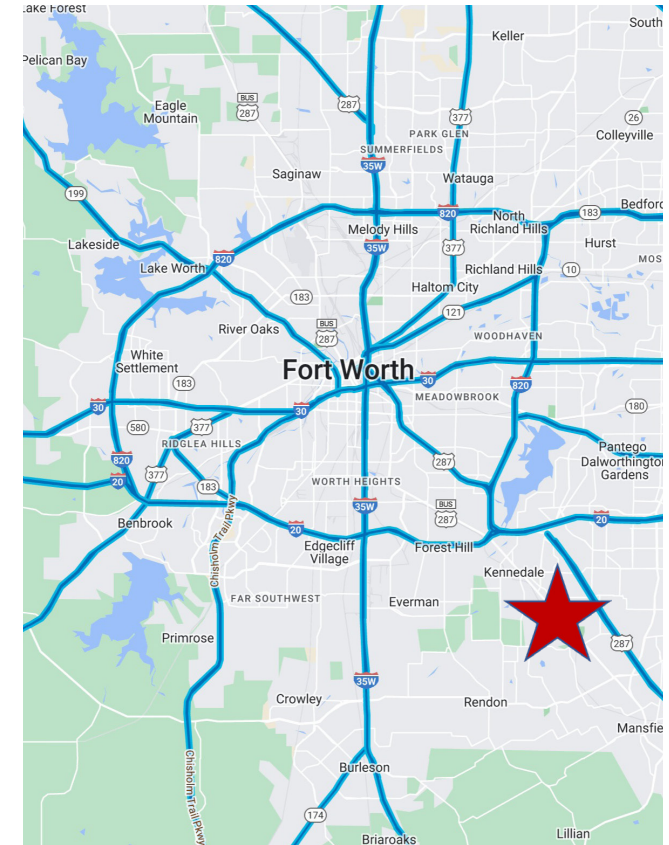 Lake Forest
South
Keller
Pelican Bay
BUS
287
287
Eagle
Mountain
377
26
PARK GLEN
Colleyville
SUMMERFIELDS
35W
Saginaw
Watauga
199
Bedford
820
North
Richland Hills
183
Melody Hills
35W
377
Hurst
Lakeside
820
MOS
Lake Worth
Richland Hills
10
Haltom City
183
121
River Oaks
BUS
287
WOODHAVEN
White
Settlement
Fort Worth
183
30
820
MEADOWBROOK
30
30
180
580
377
RIDGLEA HILLS
Pantego
820
287
Dalworthington
Gardens
20
377
183
WORTH HEIGHTS
35W
BUS
287
Benbrook
20
20
Chisholm Trail Pkwy
Edgecliff
Village
Forest Hill
Kennedale
FAR SOUTHWEST
Everman
Primrose
287
35W
Crowley
Rendon
Mansfie
Burleson
Chisholm Trail Pkwy
174
Briaroaks
Lillian